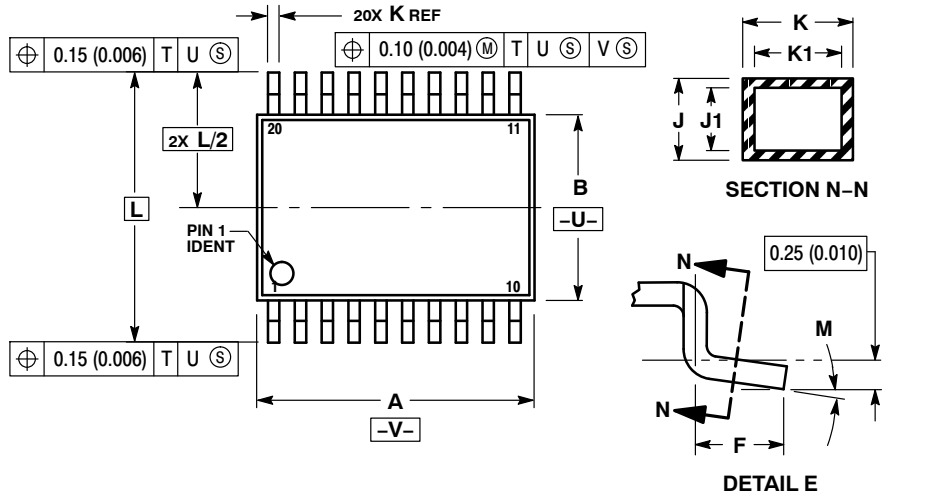 20X K REF
⌖ 0.15 (0.006) T U Ⓢ
⌖ 0.10 (0.004) Ⓜ T U Ⓢ V Ⓢ
2X L/2
L
20
11
PIN 1
IDENT
1
10
B
–U–
⌖ 0.15 (0.006) T U Ⓢ
A
–V–
K
K1
J
J1
SECTION N–N
0.25 (0.010)
N
M
N
F
DETAIL E